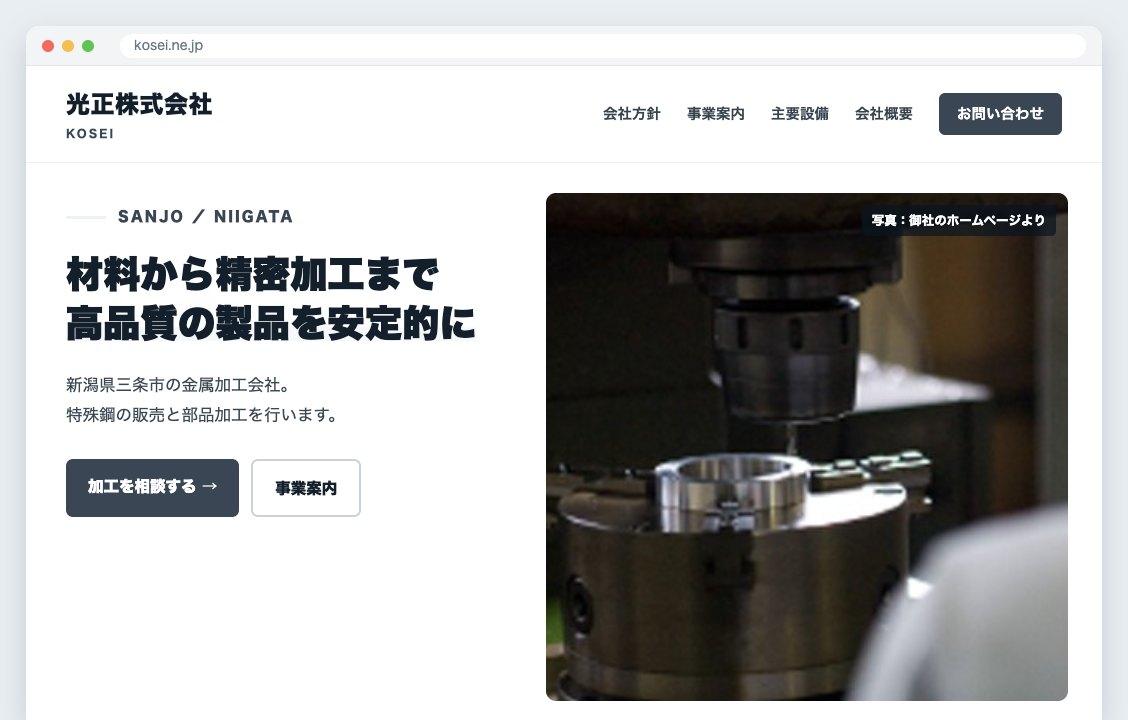 kosei.ne.jp
光正株式会社
KOSEI
会社方針
事業案内
主要設備
会社概要
お問い合わせ
SANJO / NIIGATA
材料から精密加工まで
高品質の製品を安定的に
新潟県三条市の金属加工会社。
特殊鋼の販売と部品加工を行います。
加工を相談する →
事業案内
写真：御社のホームページより